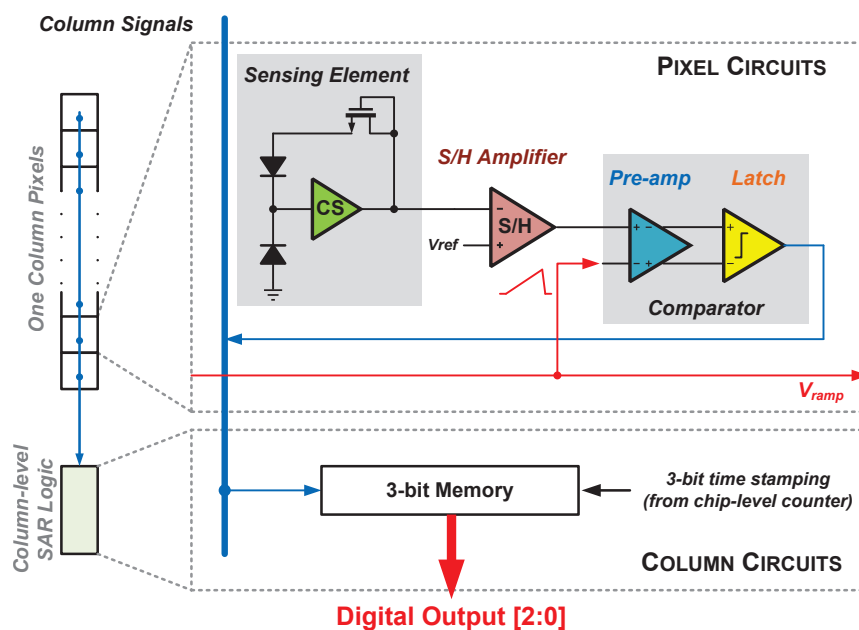 Column Signals
PIXEL CIRCUITS
Sensing Element
S/H Amplifier
Pre-amp
Latch
CS
S/H
Vref
−
+
+ −
− +
+
−
Comparator
Vramp
One Column Pixels
Column-level
SAR Logic
3-bit Memory
3-bit time stamping
(from chip-level counter)
COLUMN CIRCUITS
Digital Output [2:0]